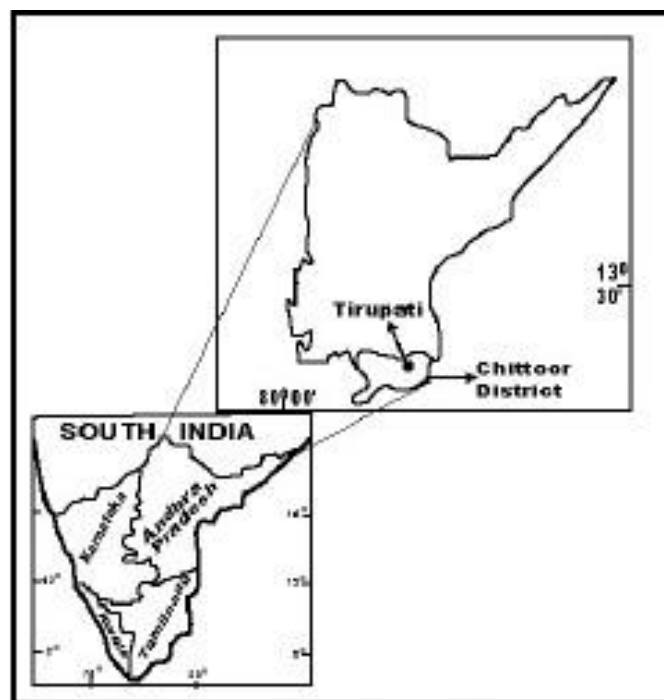 13⁰
30'
Tirupati
Chittoor
District
80⁰00'
SOUTH INDIA
Karnataka
Andhra
Pradesh
Tamilnadu